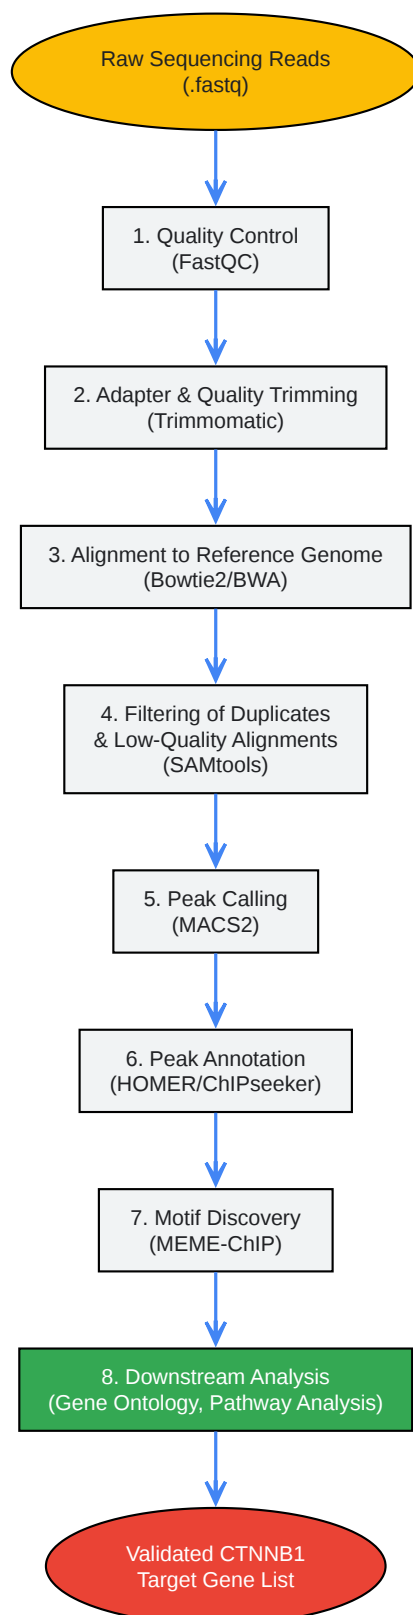 Raw Sequencing Reads
(.fastq)
1. Quality Control
(FastQC)
2. Adapter & Quality Trimming
(Trimmomatic)
3. Alignment to Reference Genome
(Bowtie2/BWA)
4. Filtering of Duplicates
& Low-Quality Alignments
(SAMtools)
5. Peak Calling
(MACS2)
6. Peak Annotation
(HOMER/ChIPseeker)
7. Motif Discovery
(MEME-ChIP)
8. Downstream Analysis
(Gene Ontology, Pathway Analysis)
Validated CTNNB1
Target Gene List